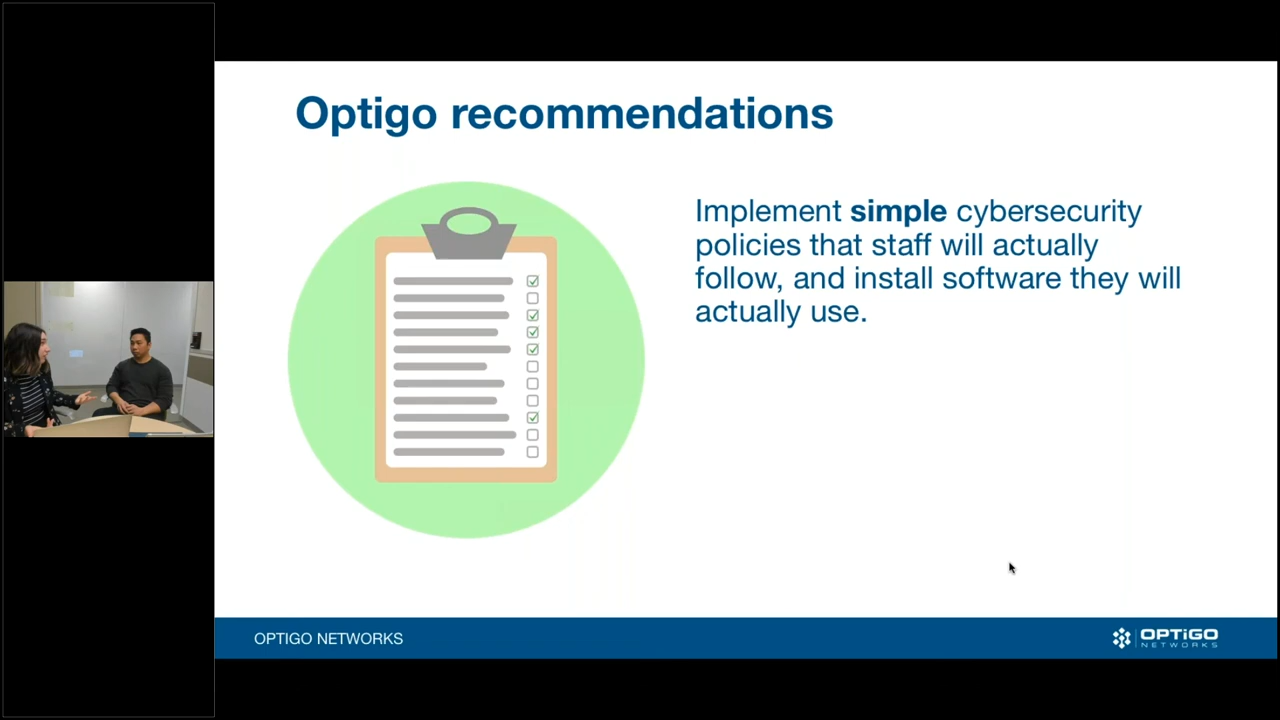 Optigo recommendations
Implement simple cybersecurity
policies that staff will actually
follow, and install software they will
actually use.
OPTIGO NETWORKS
OPTIGO
NETWORKS